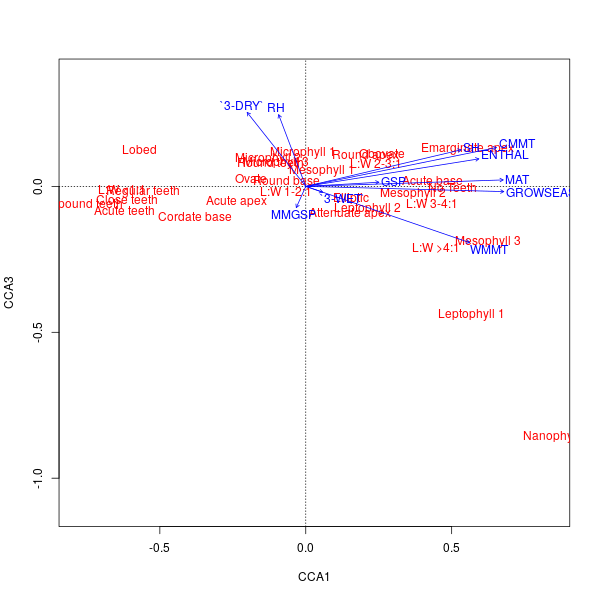 `3-DRY`
RH
Lobed
Microphyll 1
Round apex
Obovate
Emarginate apex
SH
CMMT
ENTHAL
Mesophyll 1
L:W 2-3:1
Ovate
Round base
GSP
Acute base
MAT
Regular teeth
L:W 1-2:1
No teeth
GROWSEAS
Mesophyll 2
Close teeth
Acute apex
3-WET
L:W 3-4:1
Acute teeth
Cordate base
MMGSP
Attenuate apex
Leptophyll 2
Mesophyll 3
L:W >4:1
WMMT
Leptophyll 1
Nanophy
0.0
-0.5
-1.0
CCA3
-0.5
0.0
0.5
CCA1